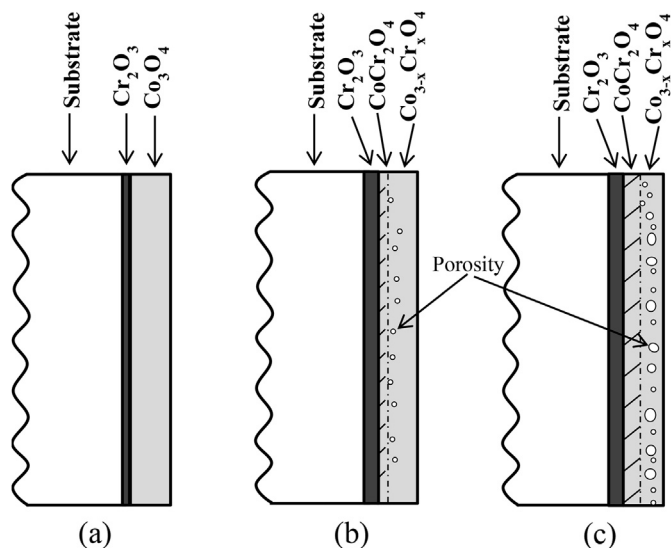 Substrate
Cr₂O₃
Co₃O₄
Substrate
Cr₂O₃
CoCr₂O₄
Co₃₋ₓCrₓO₄
Substrate
Cr₂O₃
CoCr₂O₄
Co₃₋ₓCrₓO₄
Porosity
(a)
(b)
(c)